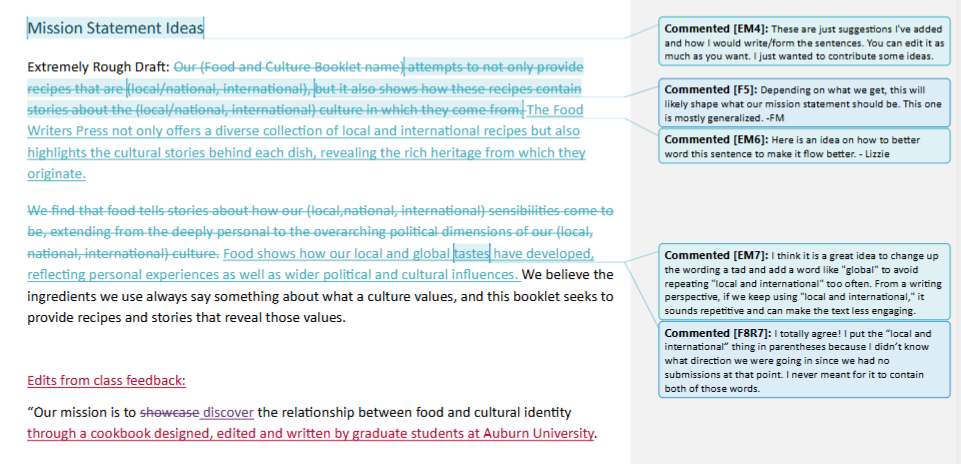 Mission Statement Ideas
Extremely Rough Draft: Our (Food and Culture Booklet name) attempts to not only provide
recipes that are (local/national, international), but it also shows how these recipes contain
stories about the (local/national, international) culture in which they come from. The Food
Writers Press not only offers a diverse collection of local and international recipes but also
highlights the cultural stories behind each dish, revealing the rich heritage from which they
originate.
We find that food tells stories about how our (local,national, international) sensibilities come to
be, extending from the deeply personal to the overarching political dimensions of our (local,
national, international) culture. Food shows how our local and global tastes have developed,
reflecting personal experiences as well as wider political and cultural influences. We believe the
ingredients we use always say something about what a culture values, and this booklet seeks to
provide recipes and stories that reveal those values.
Edits from class feedback:
“Our mission is to showcase discover the relationship between food and cultural identity
through a cookbook designed, edited and written by graduate students at Auburn University.
Commented [EM4]: These are just suggestions I've added
and how I would write/form the sentences. You can edit it as
much as you want. I just wanted to contribute some ideas.
Commented [F5]: Depending on what we get, this will
likely shape what our mission statement should be. This one
is mostly generalized. -FM
Commented [EM6]: Here is an idea on how to better
word this sentence to make it flow better. - Lizzie
Commented [EM7]: I think it is a great idea to change up
the wording a tad and add a word like "global" to avoid
repeating "local and international" too often. From a writing
perspective, if we keep using "local and international," it
sounds repetitive and can make the text less engaging.
Commented [F8R7]: I totally agree! I put the “local and
international” thing in parentheses because I didn’t know
what direction we were going in since we had no
submissions at that point. I never meant for it to contain
both of those words.